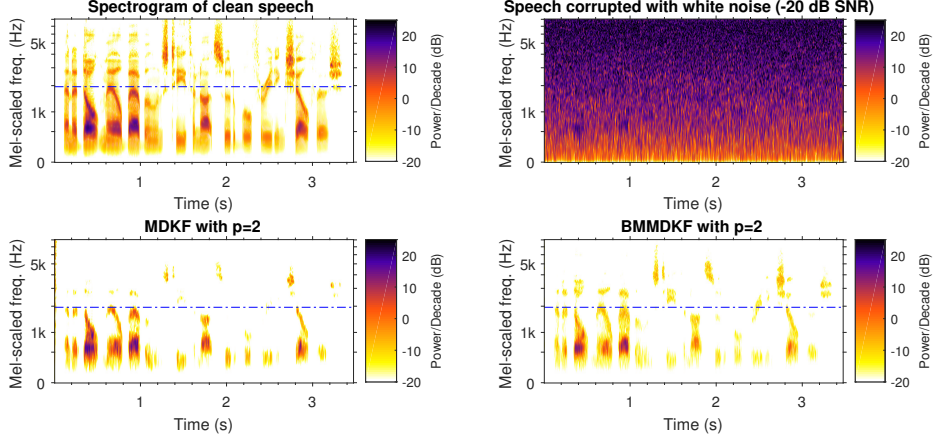 Spectrogram of clean speech
Mel-scaled freq. (Hz)
5k
1k
0
1
2
3
Time (s)
20
10
0
-10
-20
Power/Decade (dB)
Speech corrupted with white noise (-20 dB SNR)
Mel-scaled freq. (Hz)
5k
1k
0
1
2
3
Time (s)
20
10
0
-10
-20
Power/Decade (dB)
MDKF with p=2
Mel-scaled freq. (Hz)
5k
1k
0
1
2
3
Time (s)
20
10
0
-10
-20
Power/Decade (dB)
BMMDKF with p=2
Mel-scaled freq. (Hz)
5k
1k
0
1
2
3
Time (s)
20
10
0
-10
-20
Power/Decade (dB)